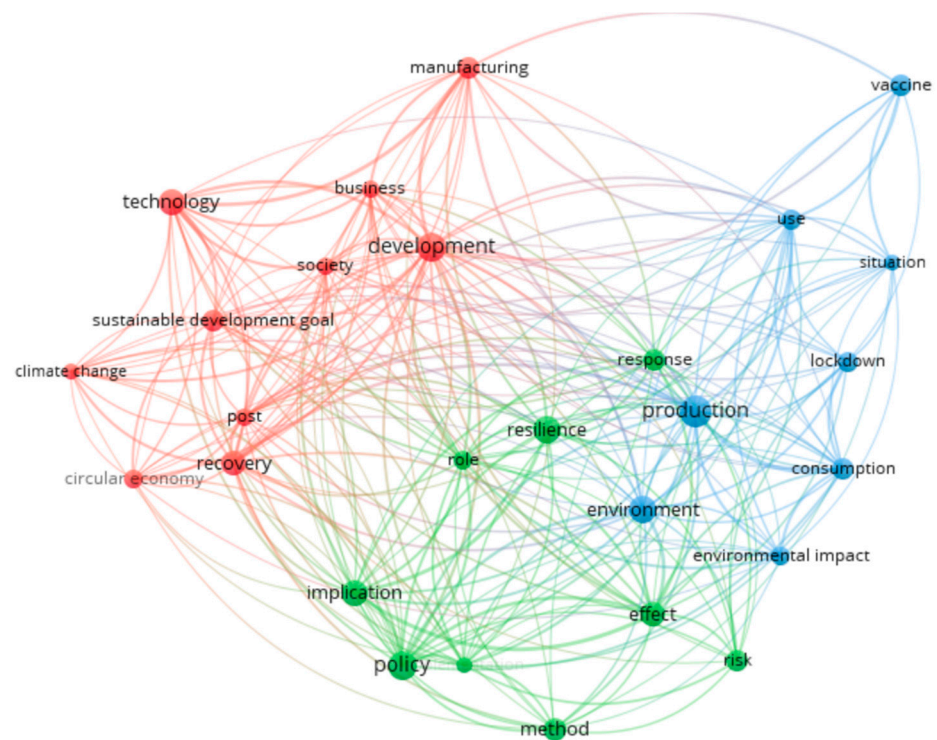 manufacturing
vaccine
business
technology
use
development
society
situation
sustainable development goal
response
lockdown
climate change
production
post
resilience
role
recovery
consumption
circular economy
environment
environmental impact
implication
effect
policy
risk
method